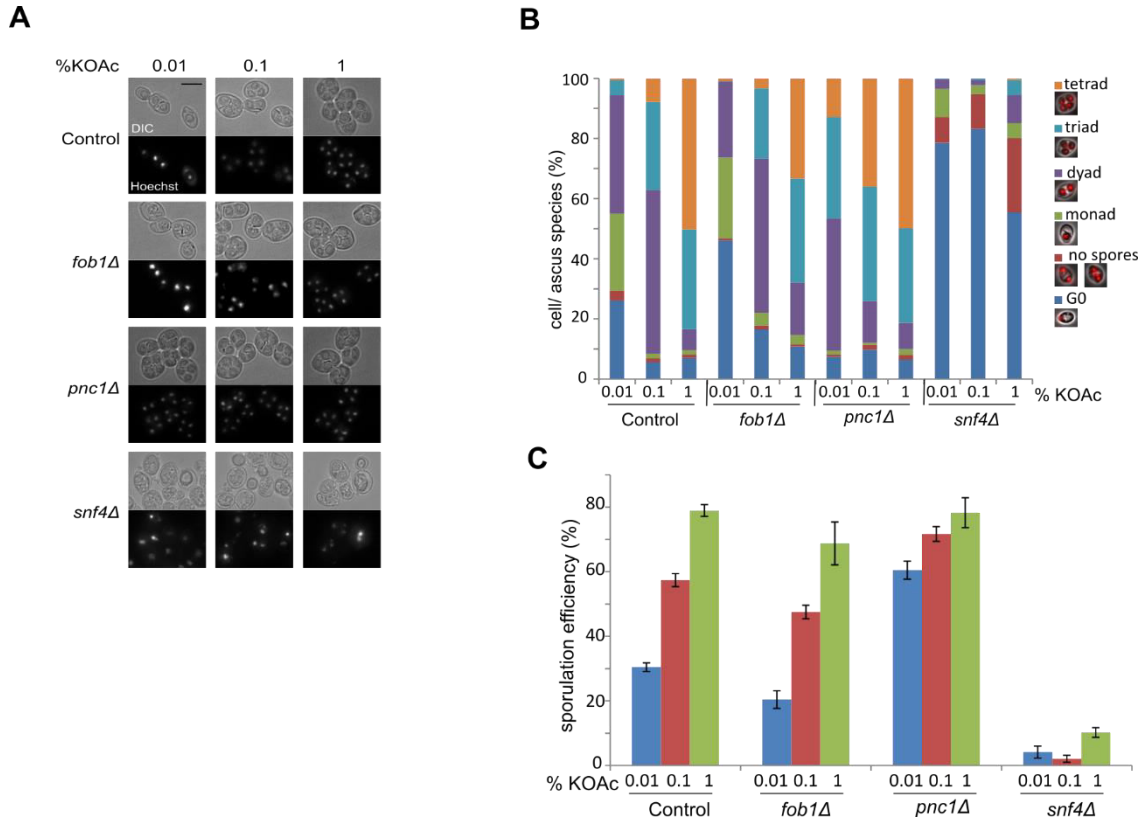 A
%KOAc
0.01 0.1 1
Control
DIC
Hoechst
fob1Δ
pnc1Δ
snf4Δ
B
cell/ ascus species (%)
100
80
60
40
20
0
0.01 0.1 1 0.01 0.1 1 0.01 0.1 1 0.01 0.1 1 % KOAc
Control fob1Δ pnc1Δ snf4Δ
tetrad
triad
dyad
monad
no spores
G0
C
sporulation efficiency (%)
80
60
40
20
0
% KOAc 0.01 0.1 1 0.01 0.1 1 0.01 0.1 1 0.01 0.1 1
Control fob1Δ pnc1Δ snf4Δ